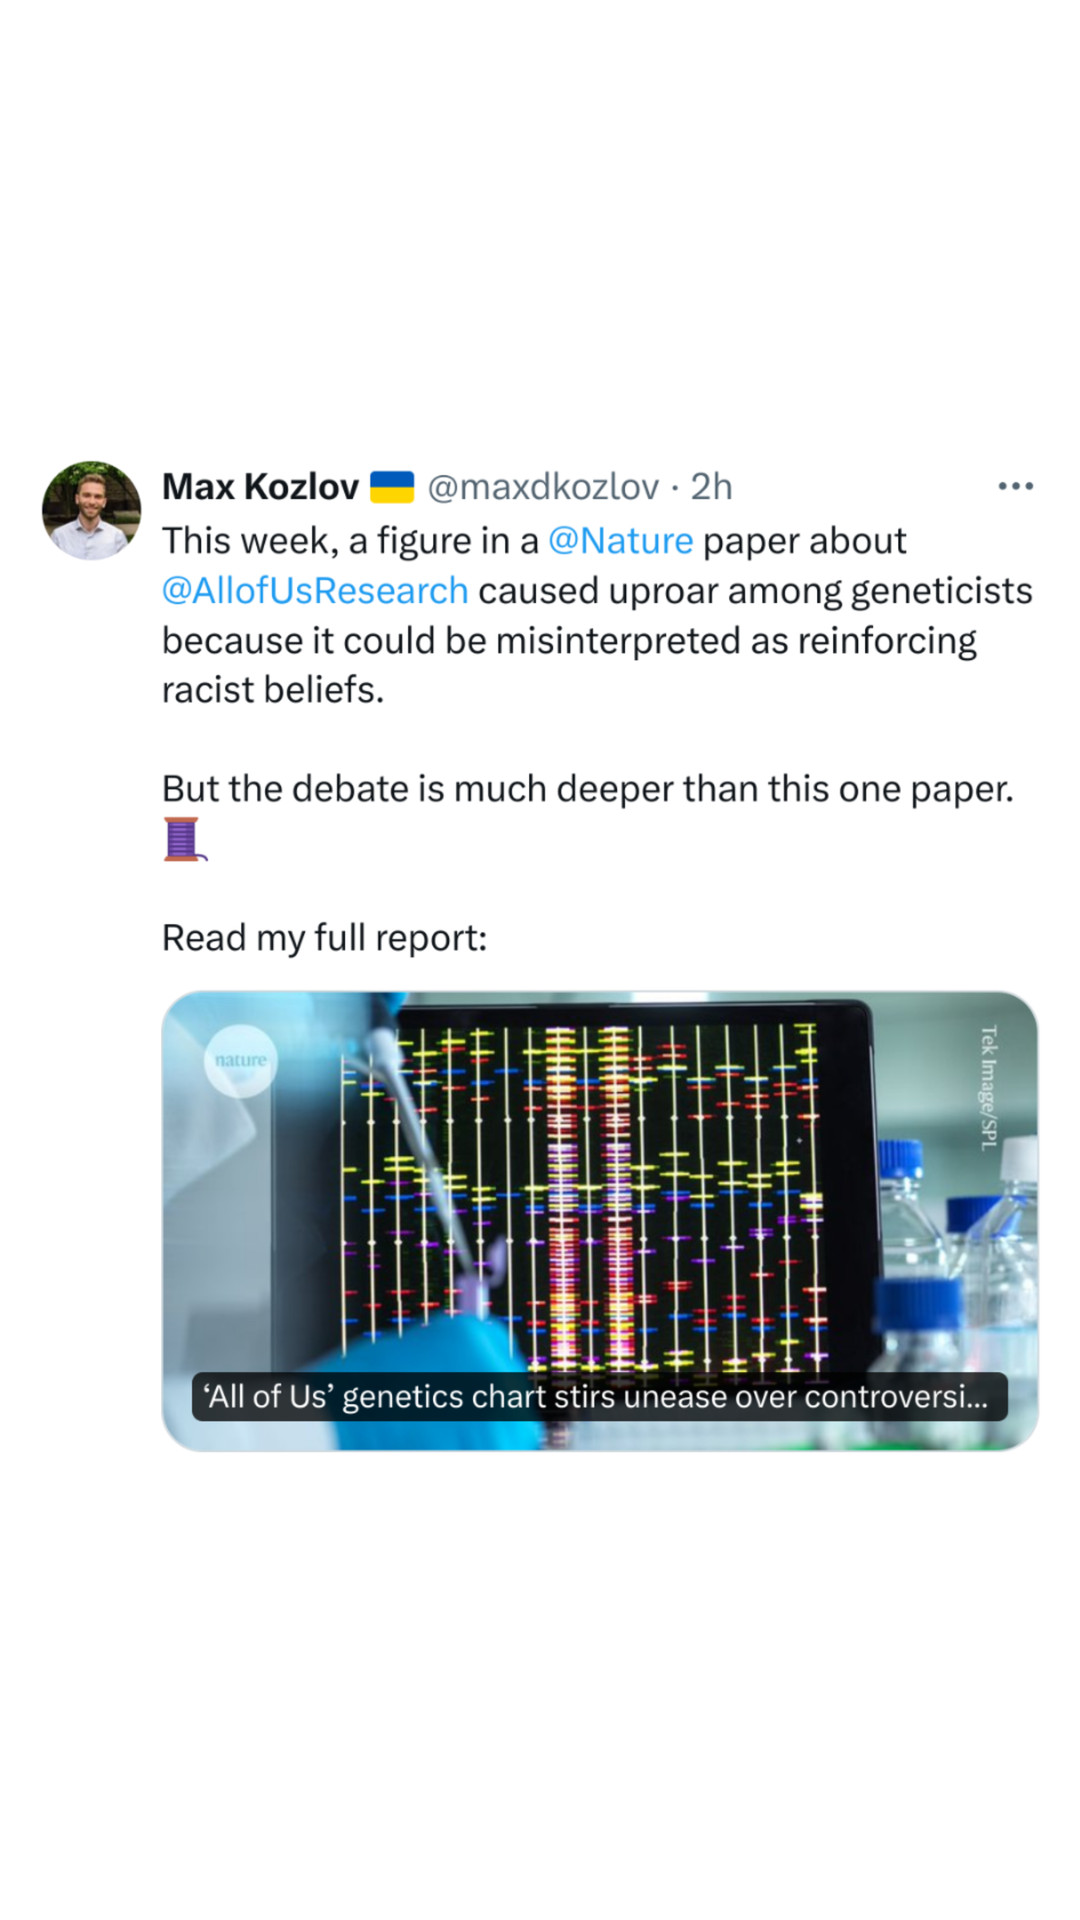 Max Kozlov 🇺🇦 @maxdkozlov · 2h
This week, a figure in a @Nature paper about
@AllofUsResearch caused uproar among geneticists
because it could be misinterpreted as reinforcing
racist beliefs.
But the debate is much deeper than this one paper.
🧵
Read my full report:
nature
Tek Image/SPL
‘All of Us’ genetics chart stirs unease over controversi...